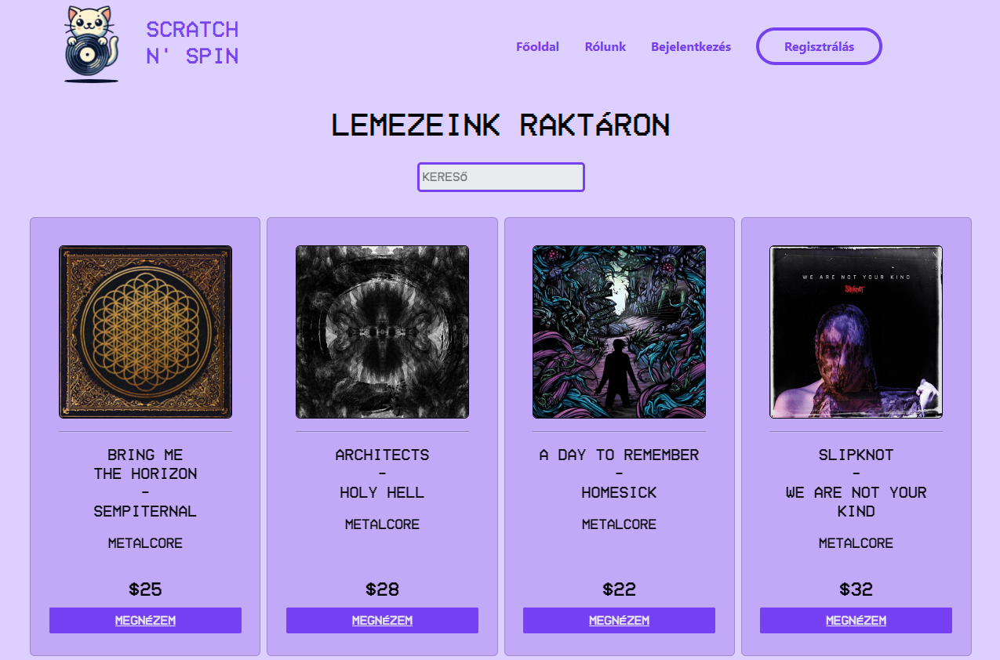 SCRATCH
N' SPIN
Főoldal Rólunk Bejelentkezés Regisztrálás
LEMEZEINK RAKTÁRON
KERESŐ
WE ARE NOT YOUR KIND
Slipknot
BRING ME
THE HORIZON
-
SEMPITERNAL
METALCORE
$25
MEGNÉZEM
ARCHITECTS
-
HOLY HELL
METALCORE
$28
MEGNÉZEM
A DAY TO REMEMBER
-
HOMESICK
METALCORE
$22
MEGNÉZEM
SLIPKNOT
-
WE ARE NOT YOUR
KIND
METALCORE
$32
MEGNÉZEM